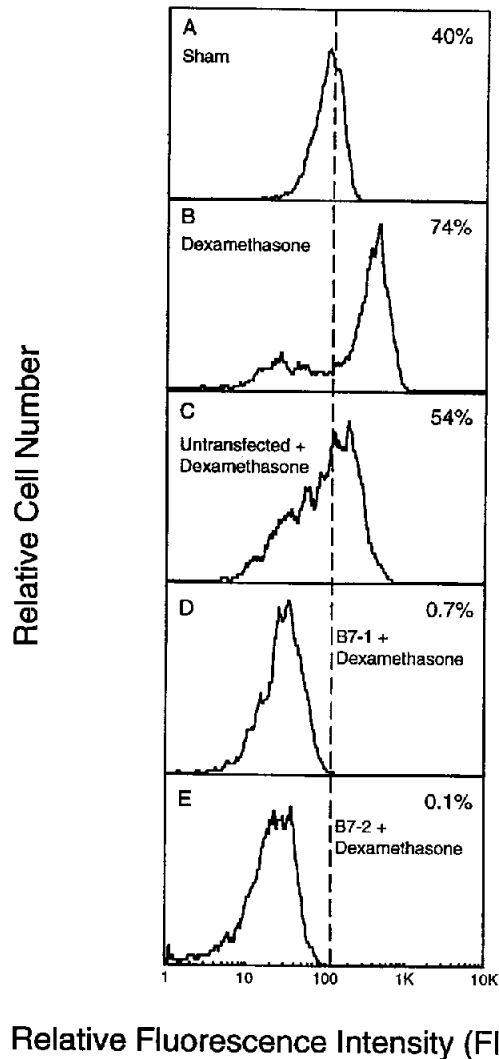 A
40%
Sham
B
74%
Dexamethasone
C
54%
Untransfected +
Dexamethasone
D
0.7%
B7-1 +
Dexamethasone
E
0.1%
B7-2 +
Dexamethasone
1 10 100 1K 10K
Relative Cell Number
Relative Fluorescence Intensity (Fl